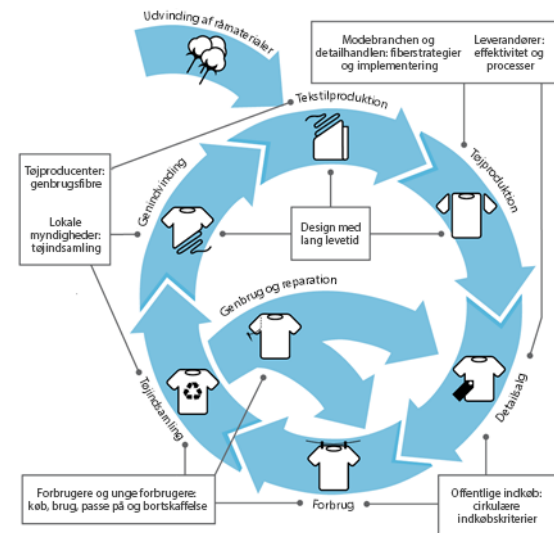 Udvinding af råmaterialer
Modebranchen og
detailhandlen: fiberstrategier
og implementering
Leverandører:
effektivitet og
processer
Tekstilproduktion
Tøjproduktion
Genindvinding
Tøjproducenter:
genbrugsfibre
Lokale
myndigheder:
tøjindsamling
Design med
lang levetid
Genbrug og reparation
Tøjindsamling
Detailsalg
Forbrug
Forbrugere og unge forbrugere:
køb, brug, passe på og bortskaffelse
Offentlige indkøb:
cirkulære
indkøbskriterier